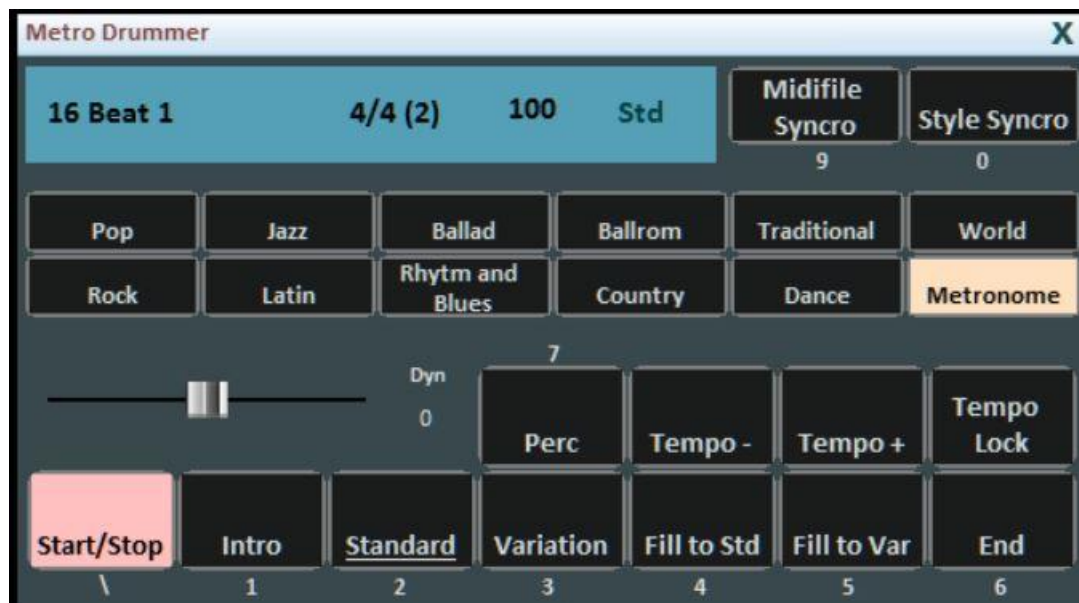 Metro Drummer X
16 Beat 1 4/4 (2) 100 Std
Midifile
Syncro
Style Syncro
9 0
Pop Jazz Ballad Ballrom Traditional World
Rock Latin Rhytm and
Blues Country Dance Metronome
7
Dyn
0
Perc Tempo - Tempo + Tempo
Lock
Start/Stop Intro Standard Variation Fill to Std Fill to Var End
\ 1 2 3 4 5 6